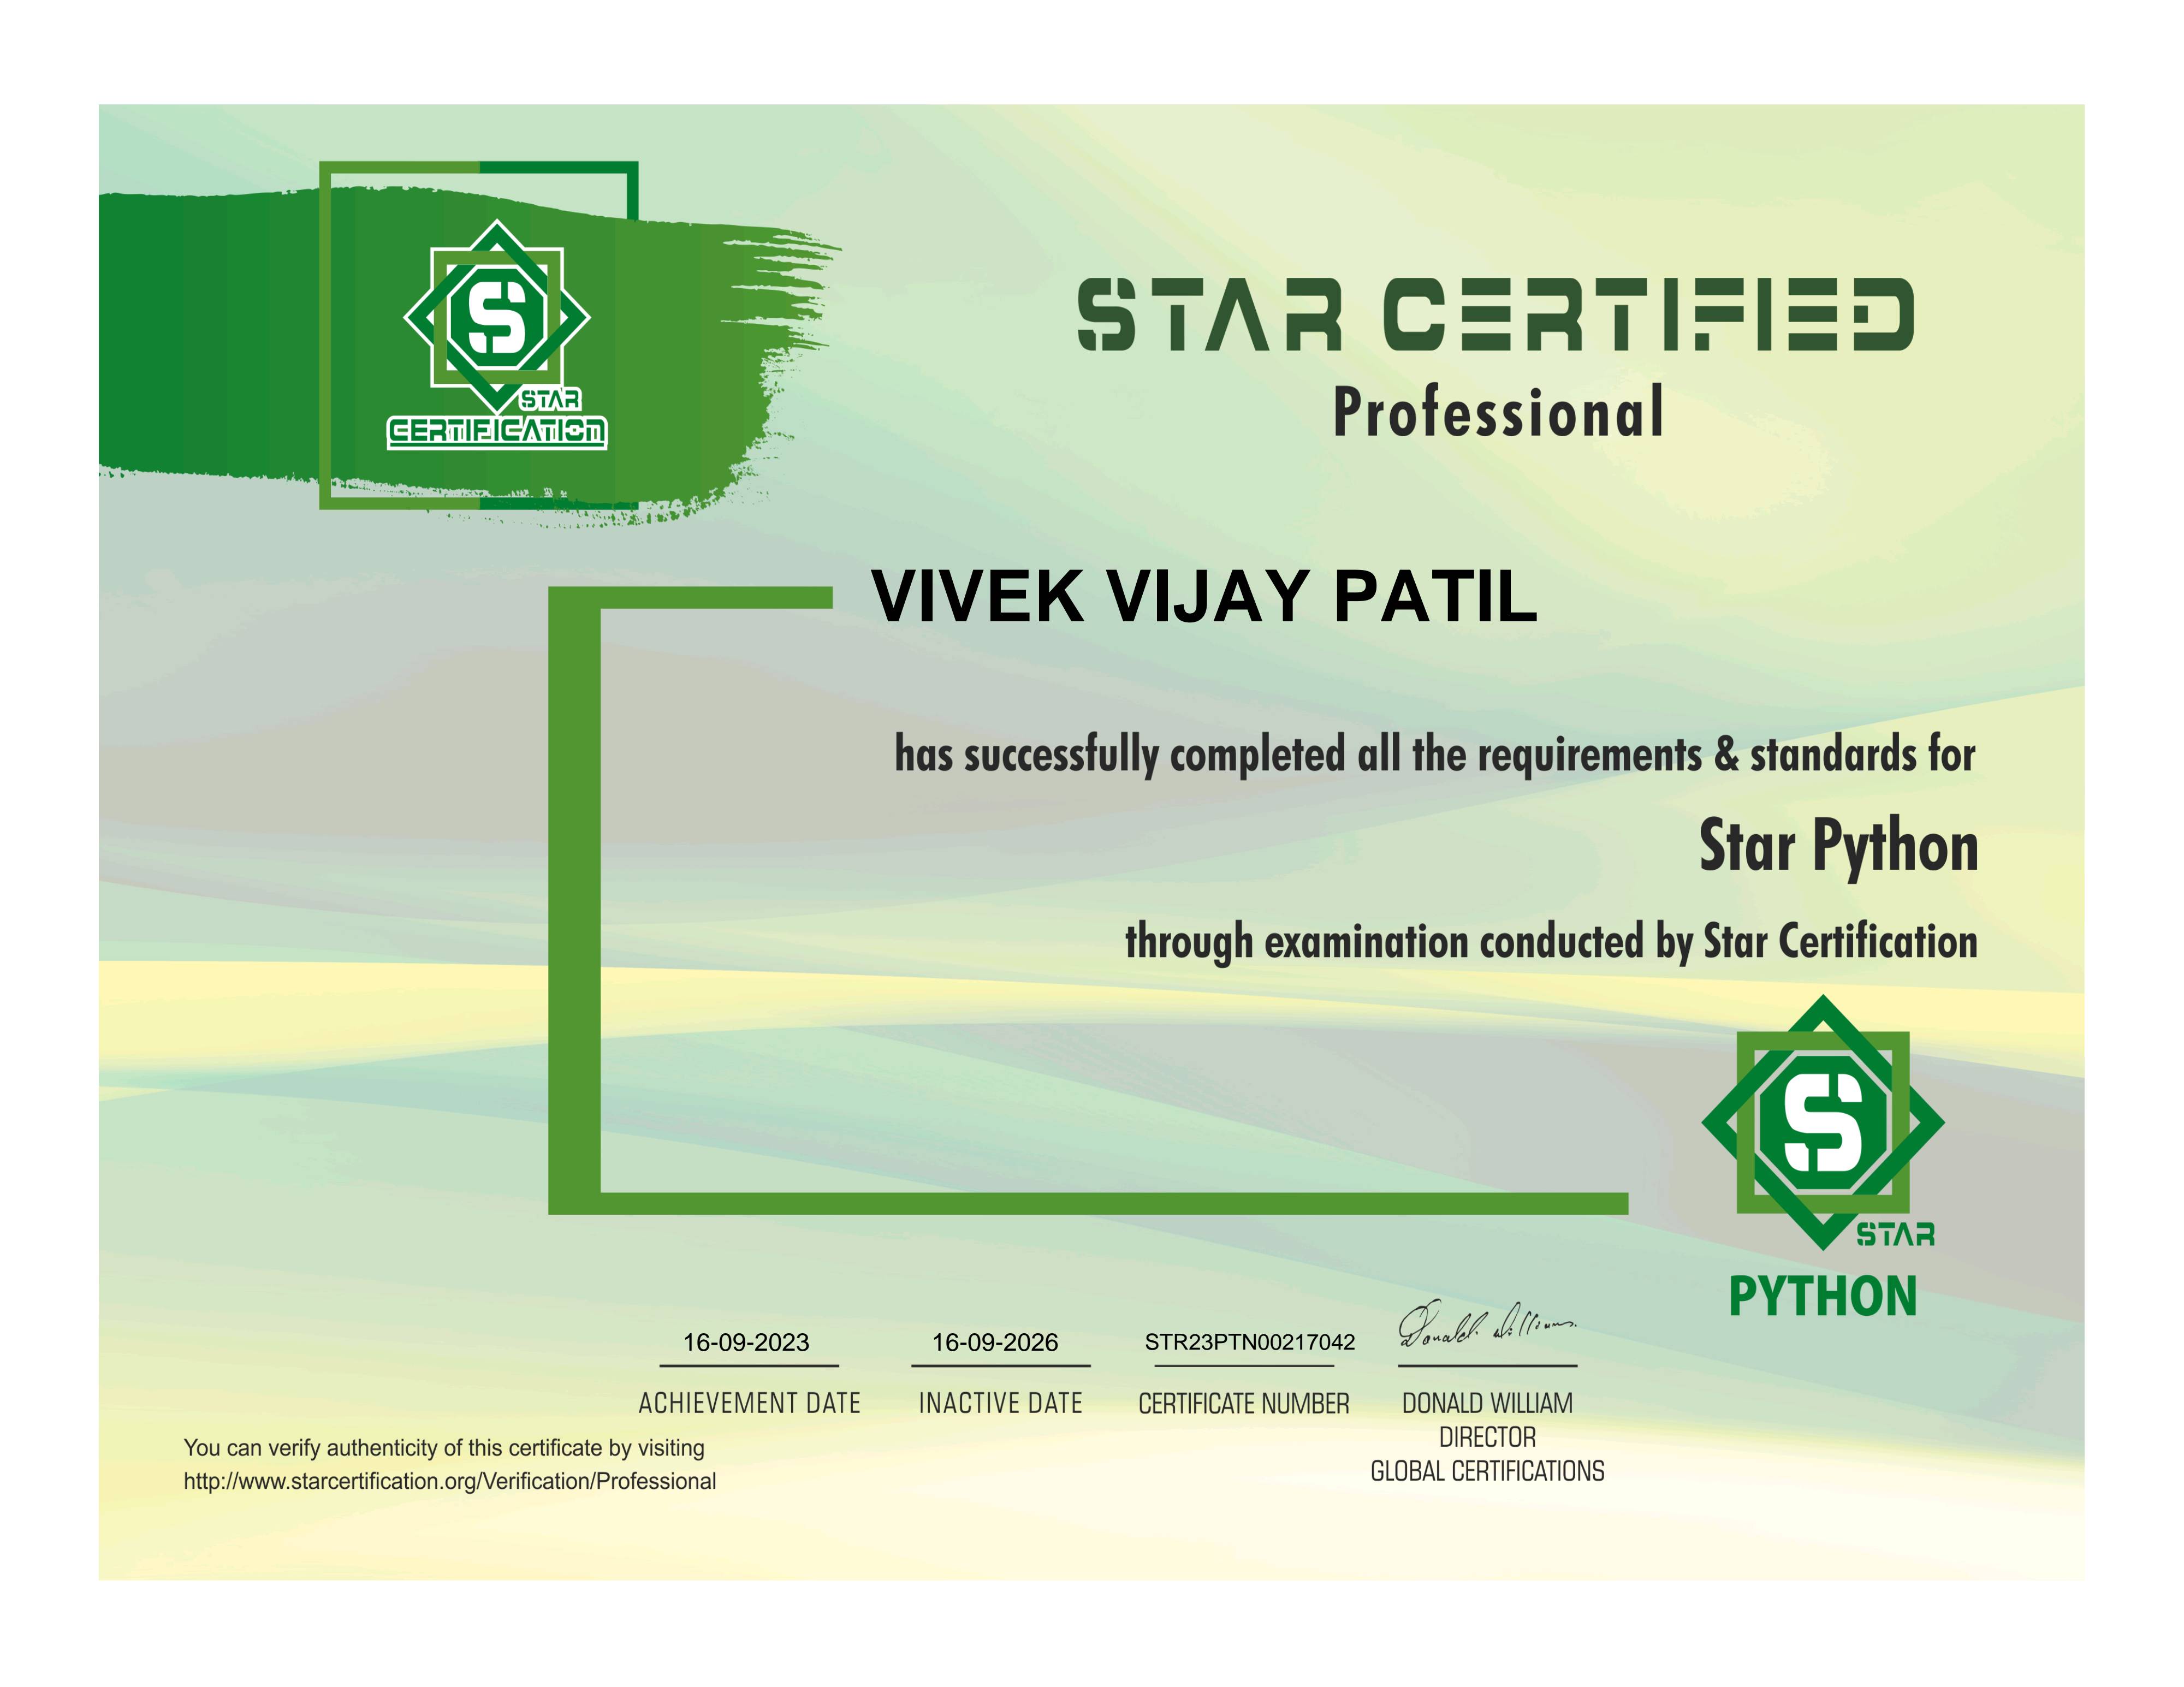 STAR
CERTIFICATION
STAR CERTIFIED
Professional
VIVEK VIJAY PATIL
has successfully completed all the requirements & standards for
Star Python
through examination conducted by Star Certification
STAR
PYTHON
16-09-2023
ACHIEVEMENT DATE
16-09-2026
INACTIVE DATE
STR23PTN00217042
CERTIFICATE NUMBER
Donald Williams.
DONALD WILLIAM
DIRECTOR
GLOBAL CERTIFICATIONS
You can verify authenticity of this certificate by visiting
http://www.starcertification.org/Verification/Professional